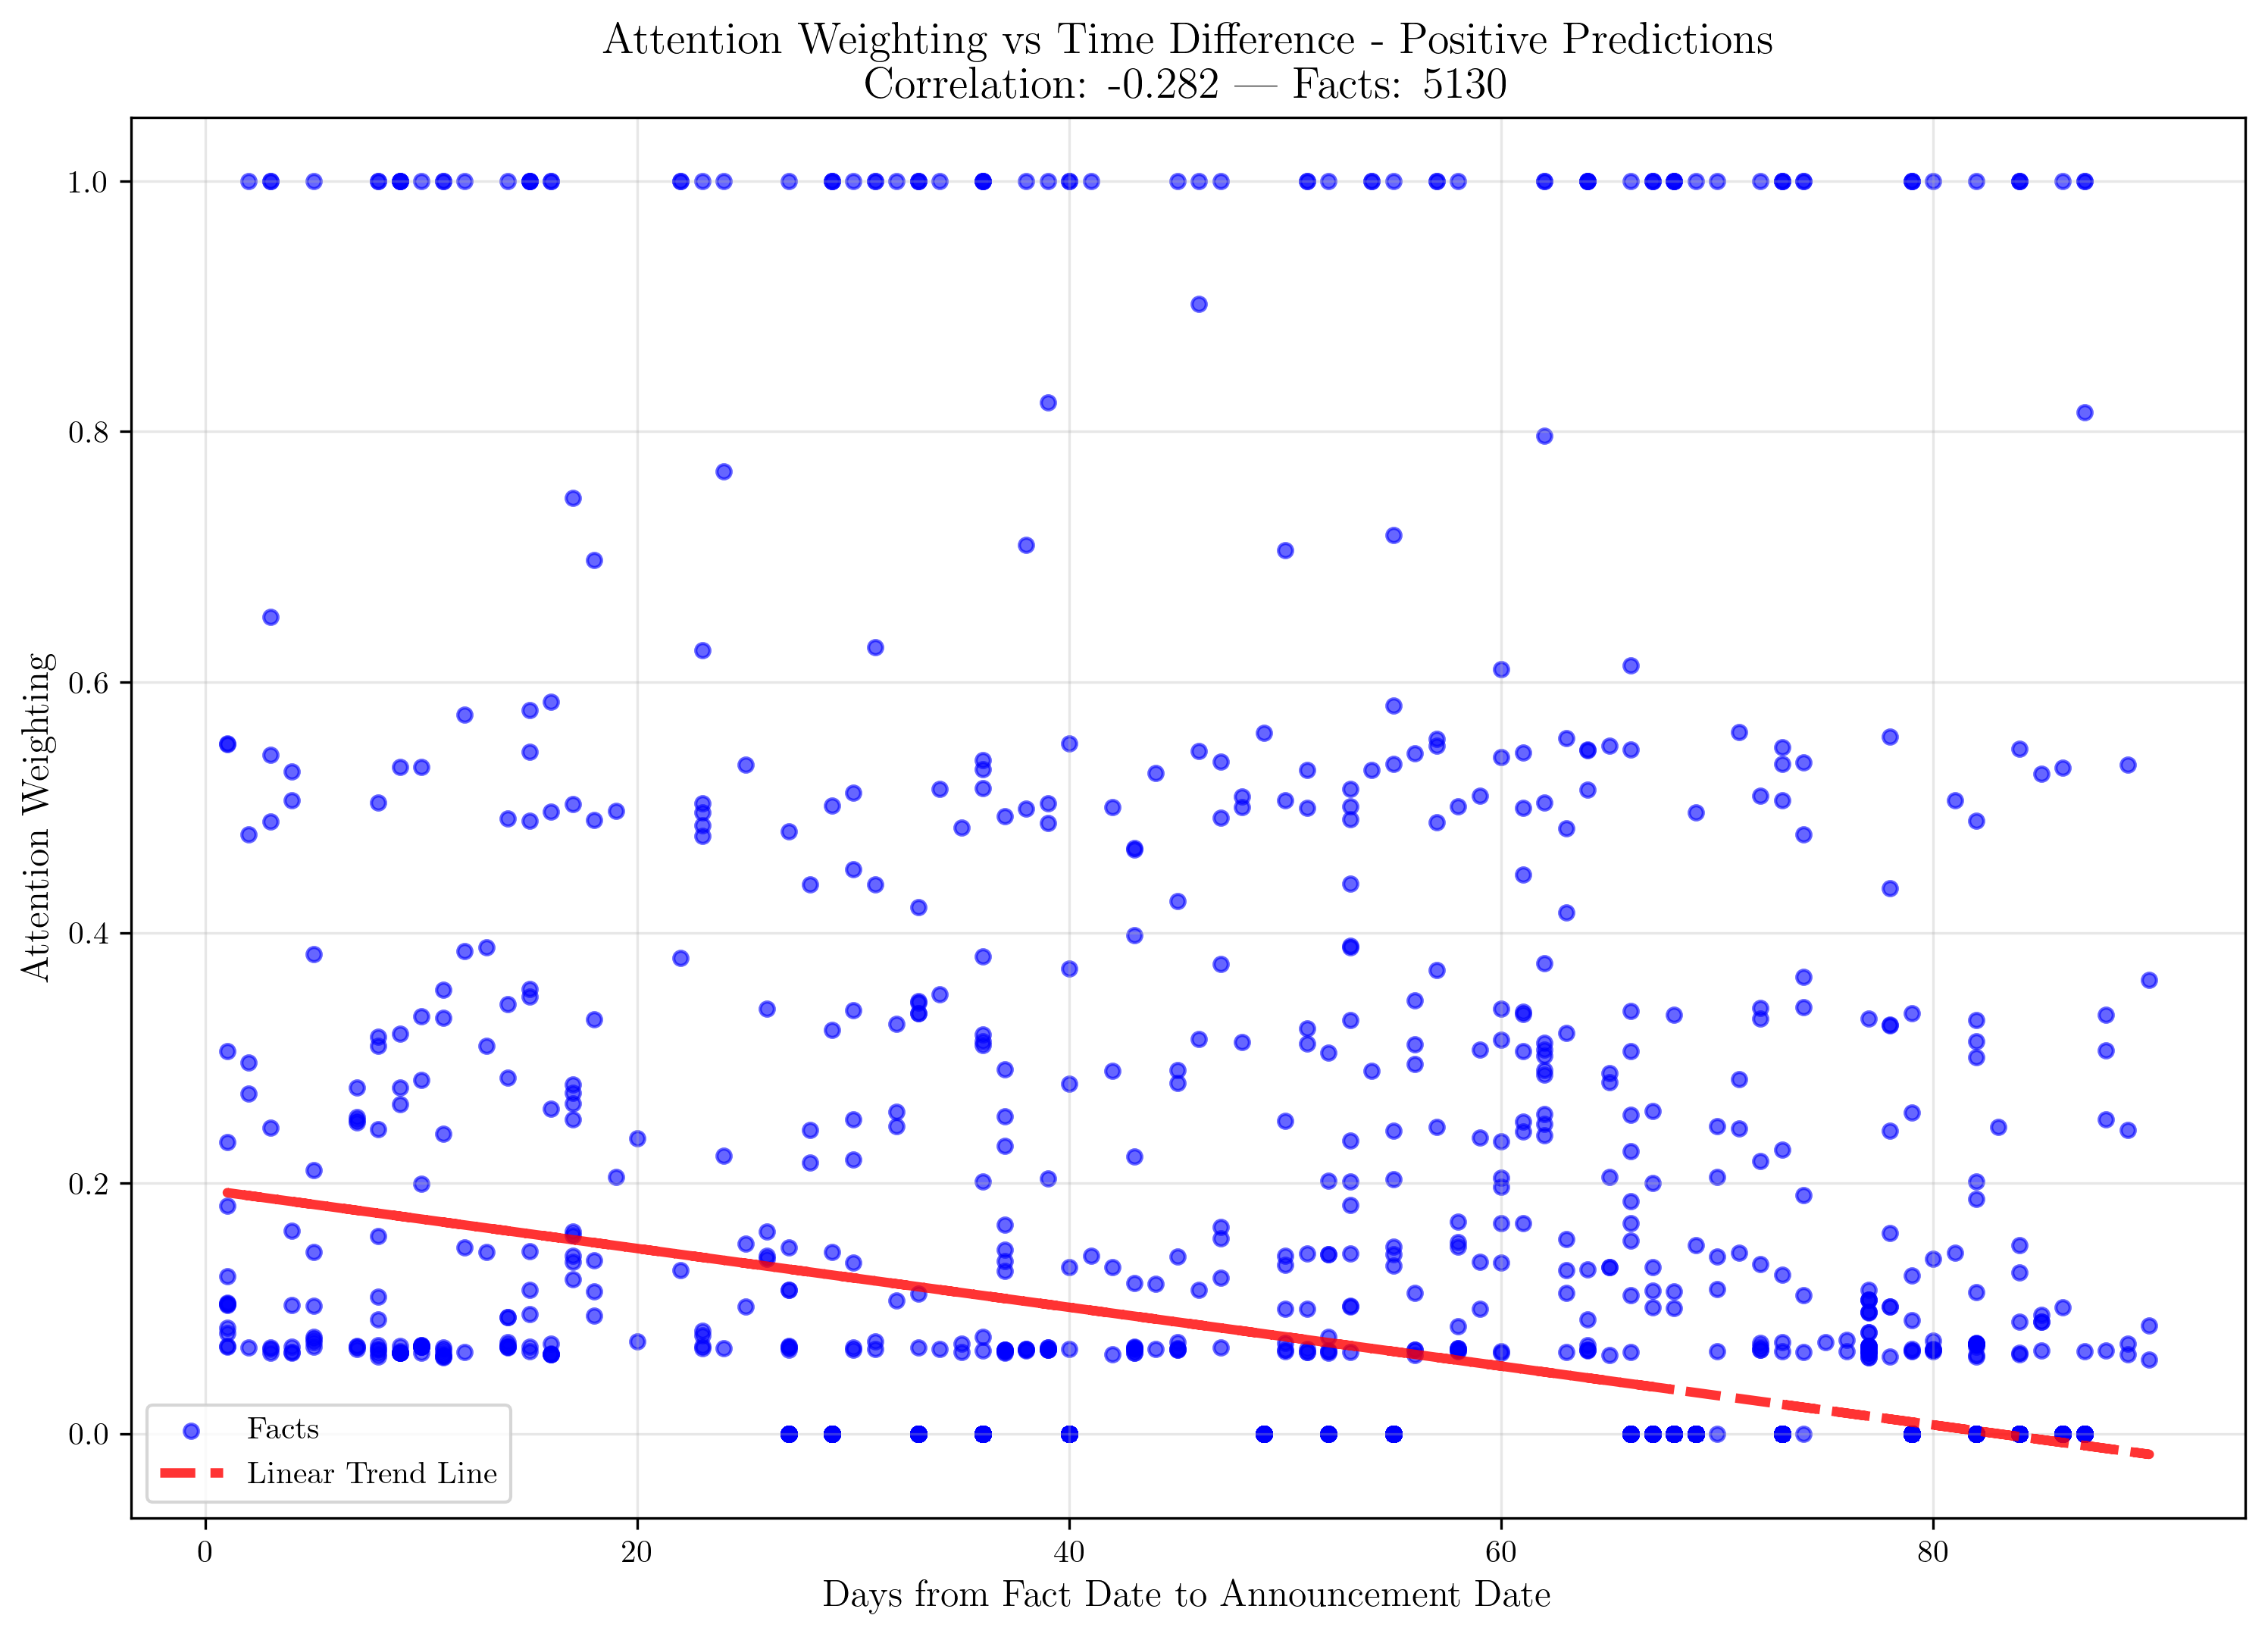 Attention Weighting vs Time Difference - Positive Predictions
Correlation: -0.282 — Facts: 5130
1.0
0.8
0.6
0.4
0.2
0.0
Attention Weighting
Facts
Linear Trend Line
0
20
40
60
80
Days from Fact Date to Announcement Date